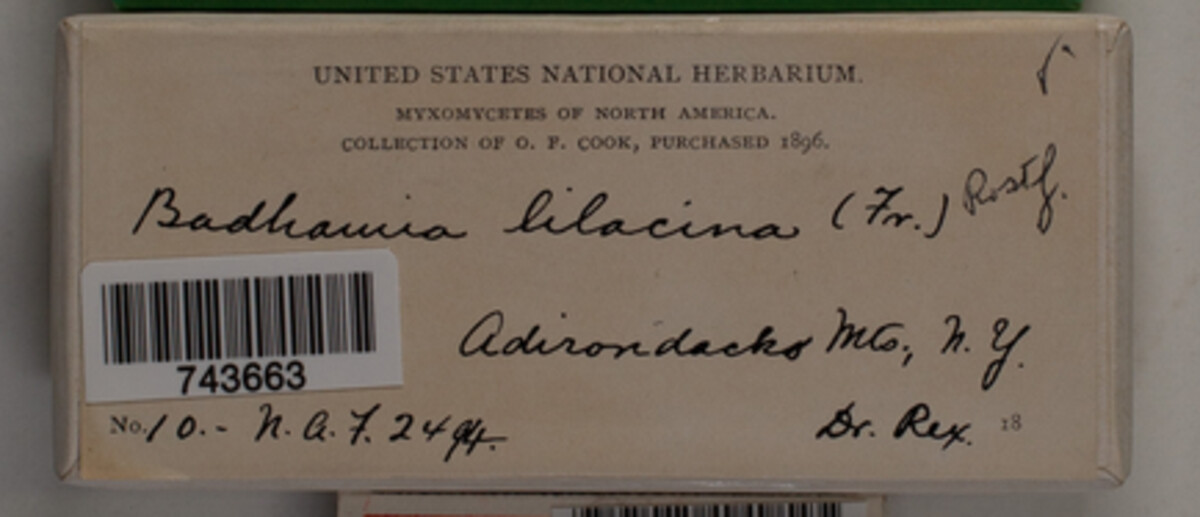 UNITED STATES NATIONAL HERBARIUM.
MYXOMYCETES OF NORTH AMERICA.
COLLECTION OF O. F. COOK, PURCHASED 1896.
Badhamia lilacina (Fr.) Rostf.
Adirondacks Mts., N. Y.
743663
No. 10.- N. A. F. 2494.
Dr. Rex. 18